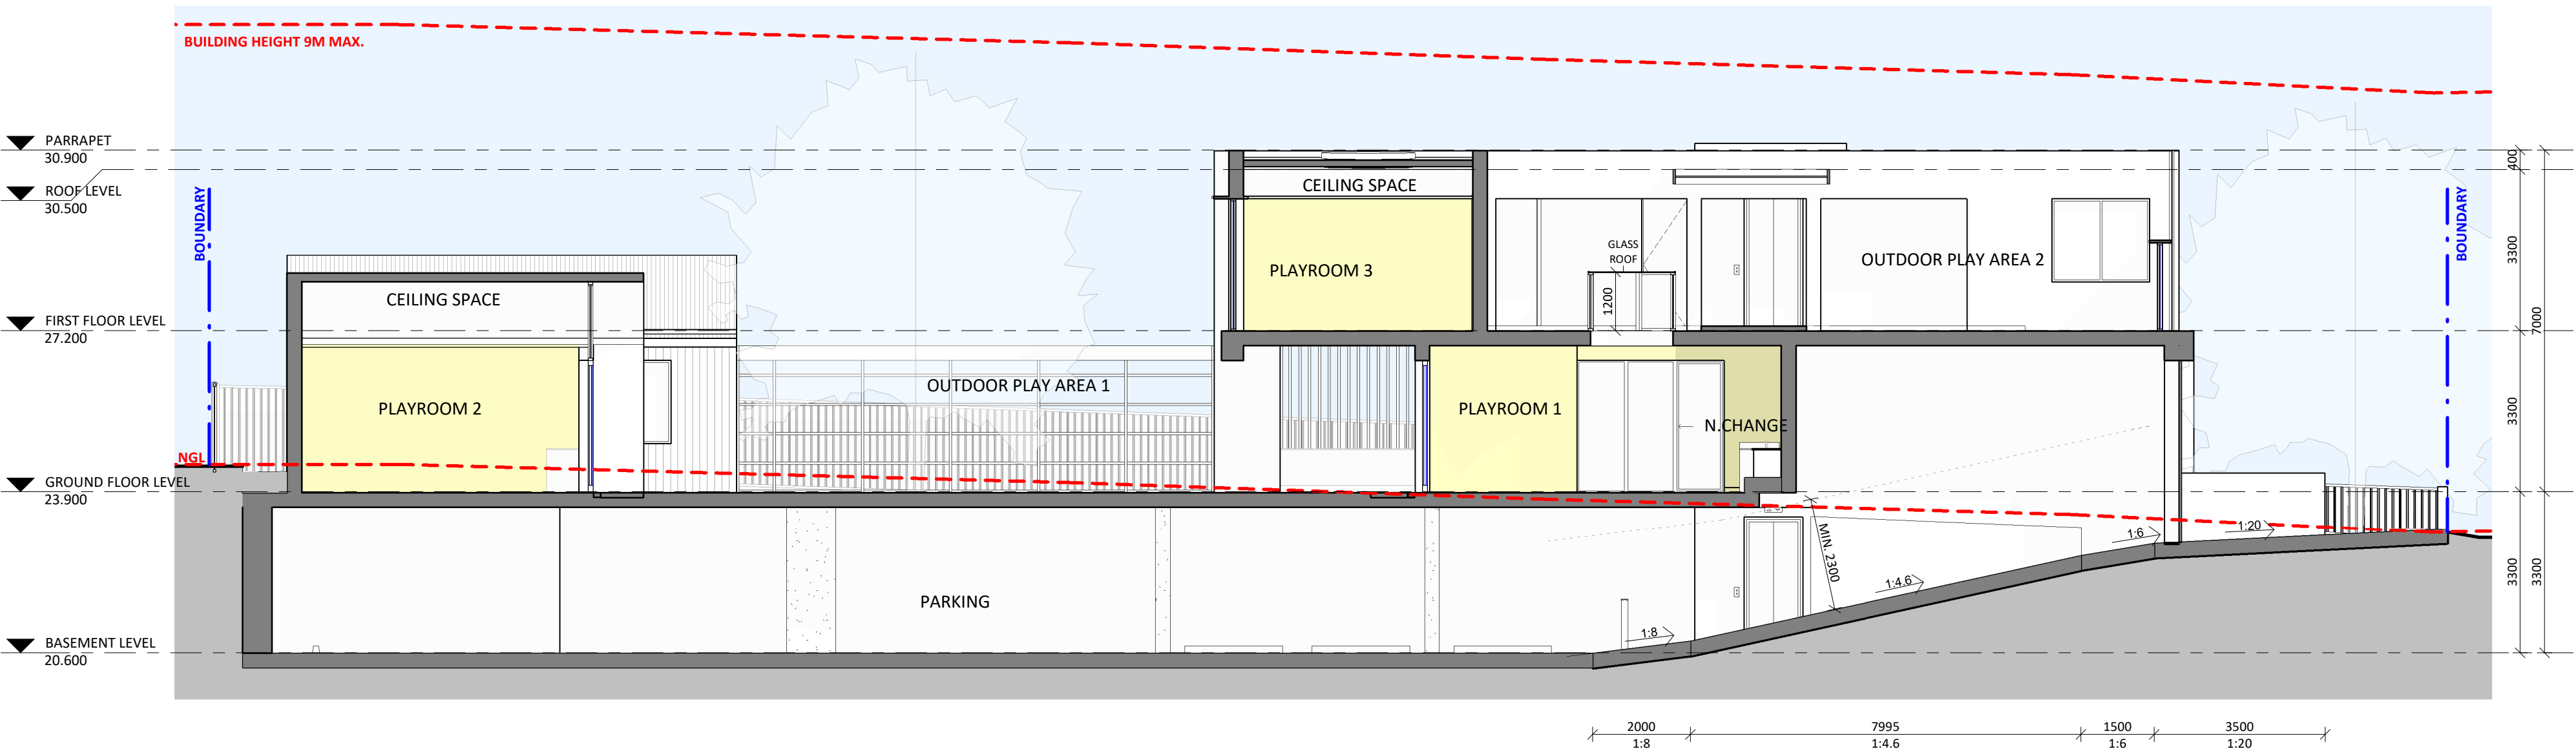 BUILDING HEIGHT 9M MAX.
PARRAPET
30.900
ROOF LEVEL
30.500
BOUNDARY
CEILING SPACE
400
BOUNDARY
GLASS
ROOF
PLAYROOM 3
OUTDOOR PLAY AREA 2
3300
CEILING SPACE
1200
FIRST FLOOR LEVEL
27.200
7000
OUTDOOR PLAY AREA 1
PLAYROOM 2
PLAYROOM 1
N.CHANGE
3300
NGL
GROUND FLOOR LEVEL
23.900
MIN. 2300
1:6
1:20
1:4.6
3300
3300
PARKING
1:8
BASEMENT LEVEL
20.600
2000
7995
1500
3500
1:8
1:4.6
1:6
1:20